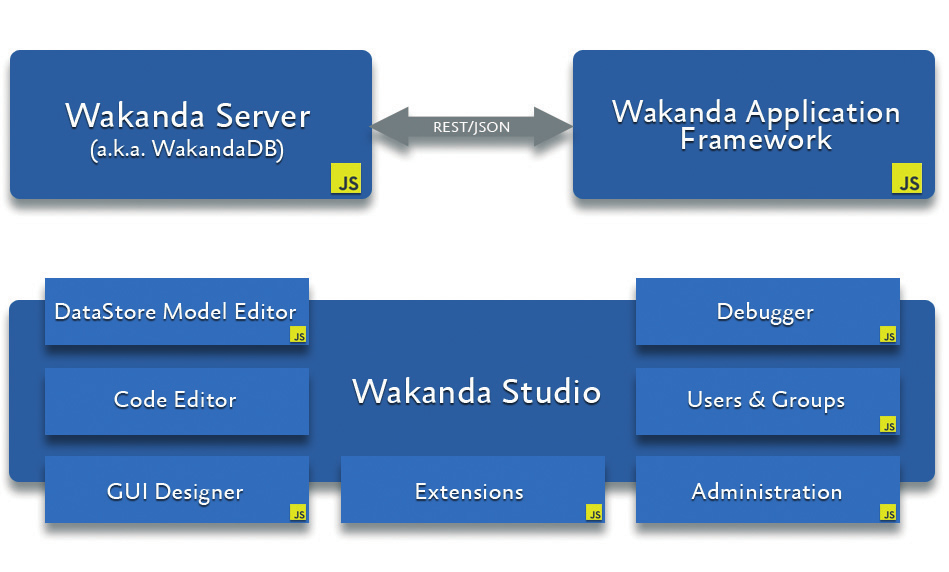 Wakanda Server
(a.k.a. WakandaDB)
JS
REST/JSON
Wakanda Application
Framework
JS
DataStore Model Editor
JS
Debugger
JS
Code Editor
Wakanda Studio
Users & Groups
JS
GUI Designer
JS
Extensions
JS
Administration
JS